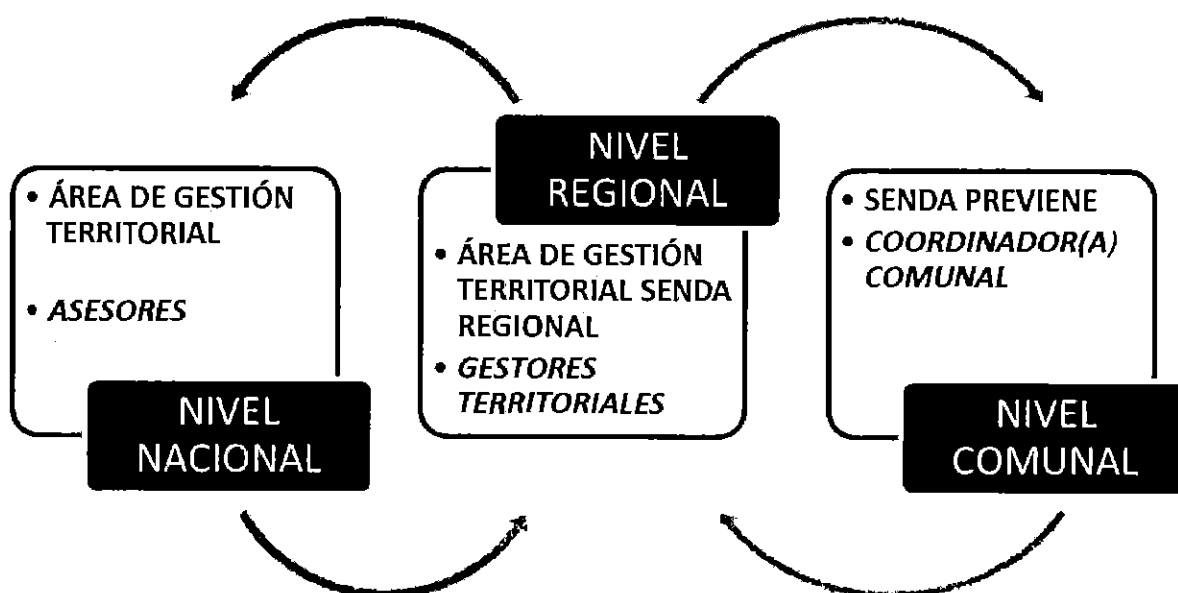 • ÁREA DE GESTIÓN
TERRITORIAL
• ASESORES
NIVEL
NACIONAL
NIVEL
REGIONAL
• ÁREA DE GESTIÓN
TERRITORIAL SENDA
REGIONAL
• GESTORES
TERRITORIALES
• SENDA PREVIENE
• COORDINADOR(A)
COMUNAL
NIVEL
COMUNAL